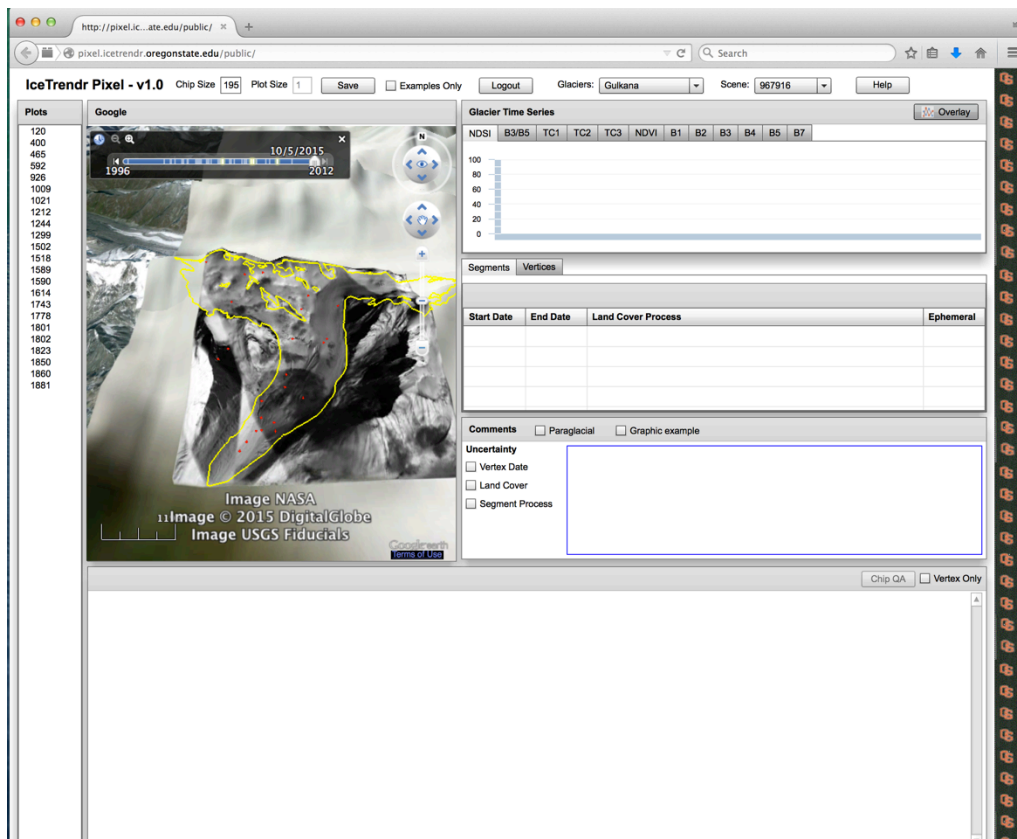 http://pixel.ic...ate.edu/public/ × +
pixel.icetrendr.oregonstate.edu/public/ Search
IceTrendr Pixel - v1.0 Chip Size 195 Plot Size 1 Save Examples Only Logout Glaciers: Gulkana Scene: 967916 Help
Plots
120
400
465
592
926
1009
1021
1212
1244
1299
1502
1518
1589
1590
1614
1743
1778
1801
1802
1823
1850
1860
1881
Google
N
10/5/2015
1996 2012
Image NASA
Image © 2015 DigitalGlobe
Image USGS Fiducials
Google earth
Terms of Use
Glacier Time Series Overlay
NDSI B3/B5 TC1 TC2 TC3 NDVI B1 B2 B3 B4 B5 B7
100
80
60
40
20
0
Segments Vertices
Start Date End Date Land Cover Process Ephemeral
Comments Paraglacial Graphic example
Uncertainty
Vertex Date
Land Cover
Segment Process
Chip QA Vertex Only